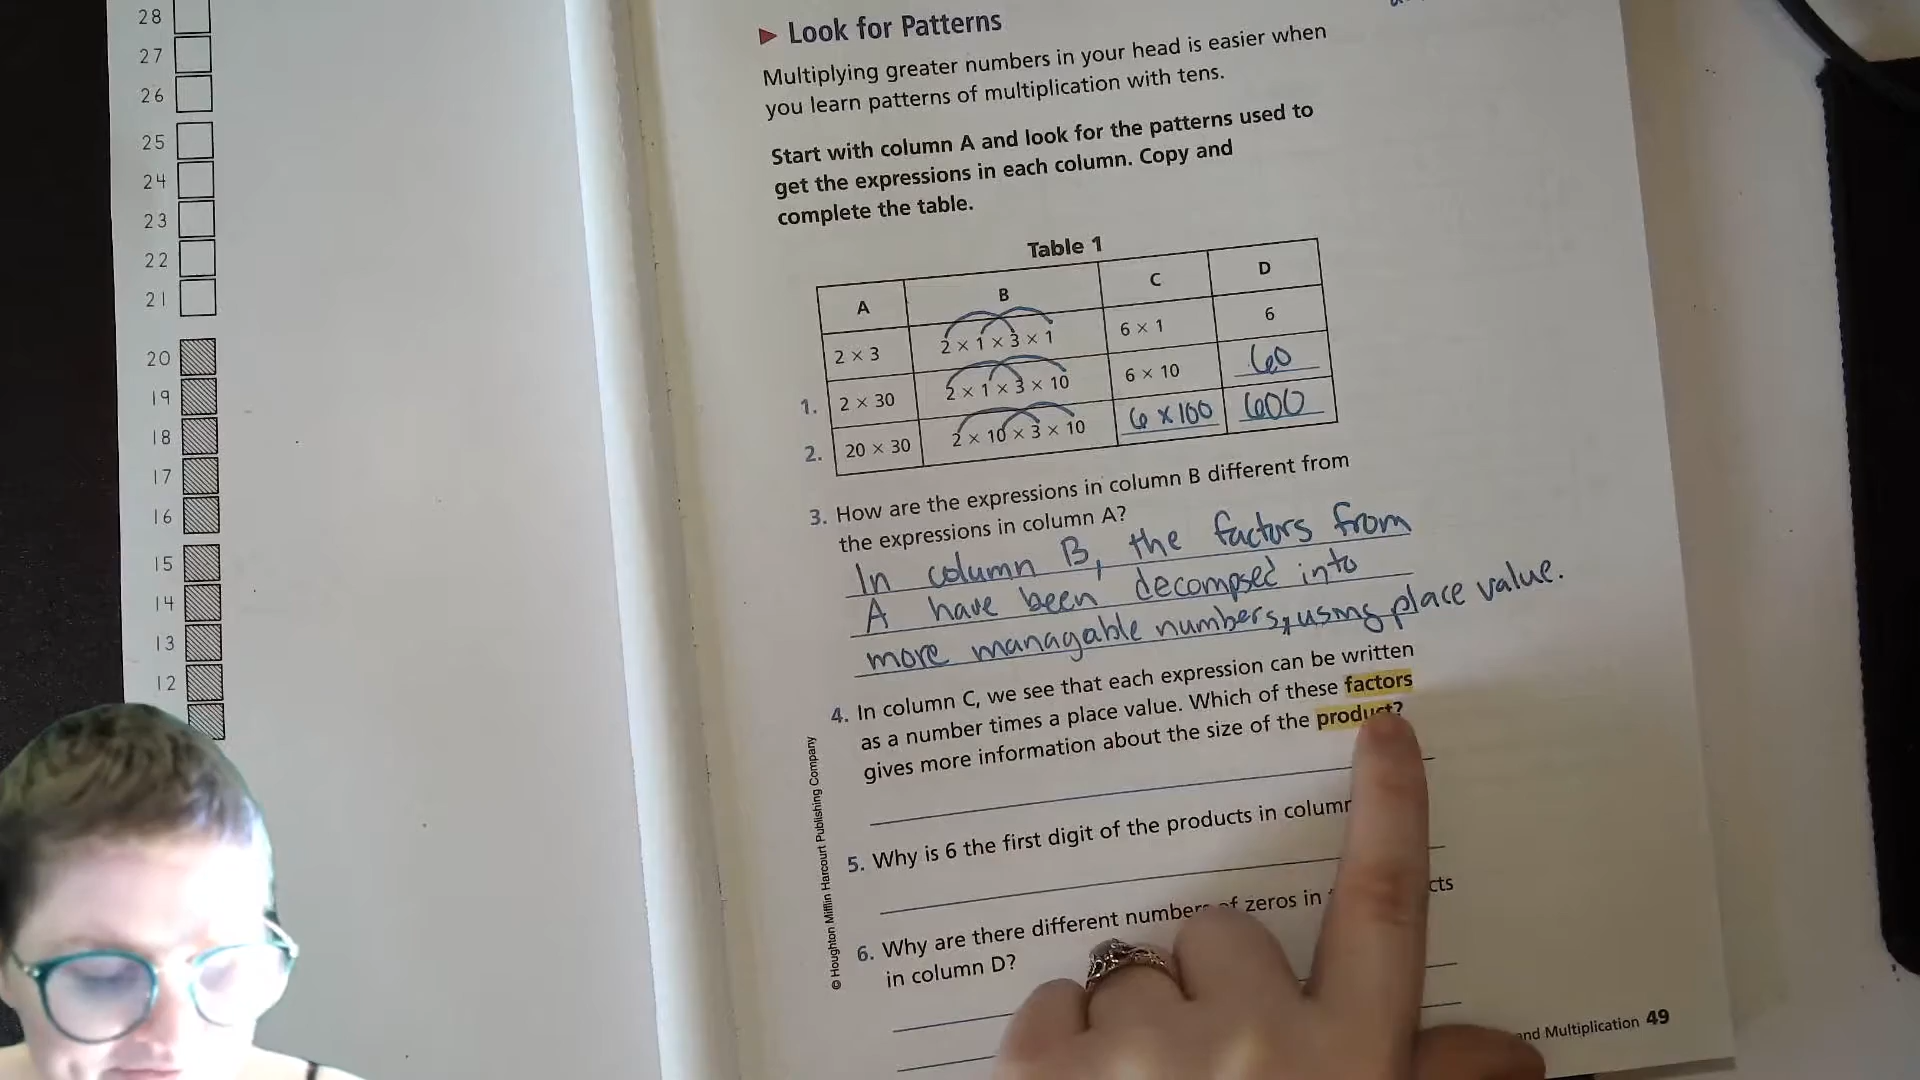 28
27
26
25
24
23
22
21
20
19
18
17
16
15
14
13
12
Look for Patterns
Multiplying greater numbers in your head is easier when
you learn patterns of multiplication with tens.
Start with column A and look for the patterns used to
get the expressions in each column. Copy and
complete the table.
Table 1
A B C D
2 × 3 2 × 1 × 3 × 1 6 × 1 6
1. 2 × 30 2 × 1 × 3 × 10 6 × 10 60
2. 20 × 30 2 × 10 × 3 × 10 6 × 100 600
3. How are the expressions in column B different from
the expressions in column A?
In column B, the factors from
A have been decompsed into
more managable numbers, using place value.
4. In column C, we see that each expression can be written
as a number times a place value. Which of these factors
gives more information about the size of the product?
5. Why is 6 the first digit of the products in column
6. Why are there different numbers of zeros in
in column D?
© Houghton Mifflin Harcourt Publishing Company
and Multiplication 49